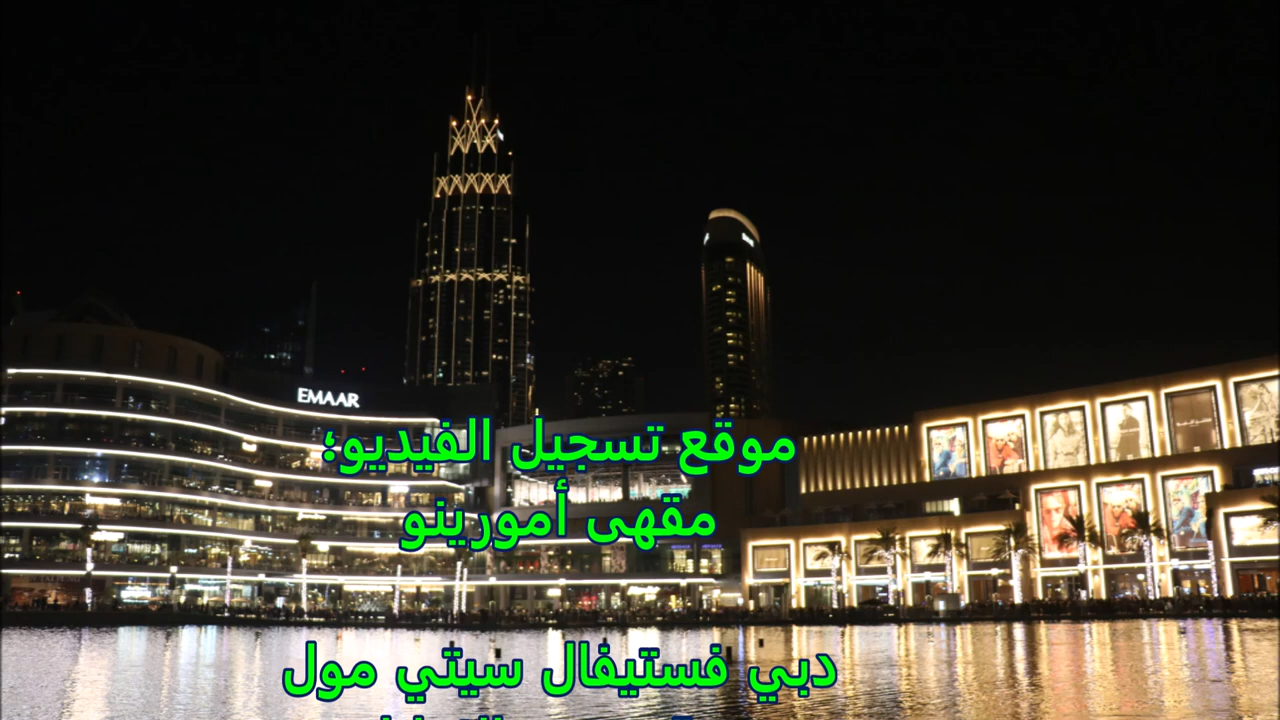 EMAAR
موقع تسجيل الفيديو؛
مقهى أمورينو
دبي فستيفال سيتي مول